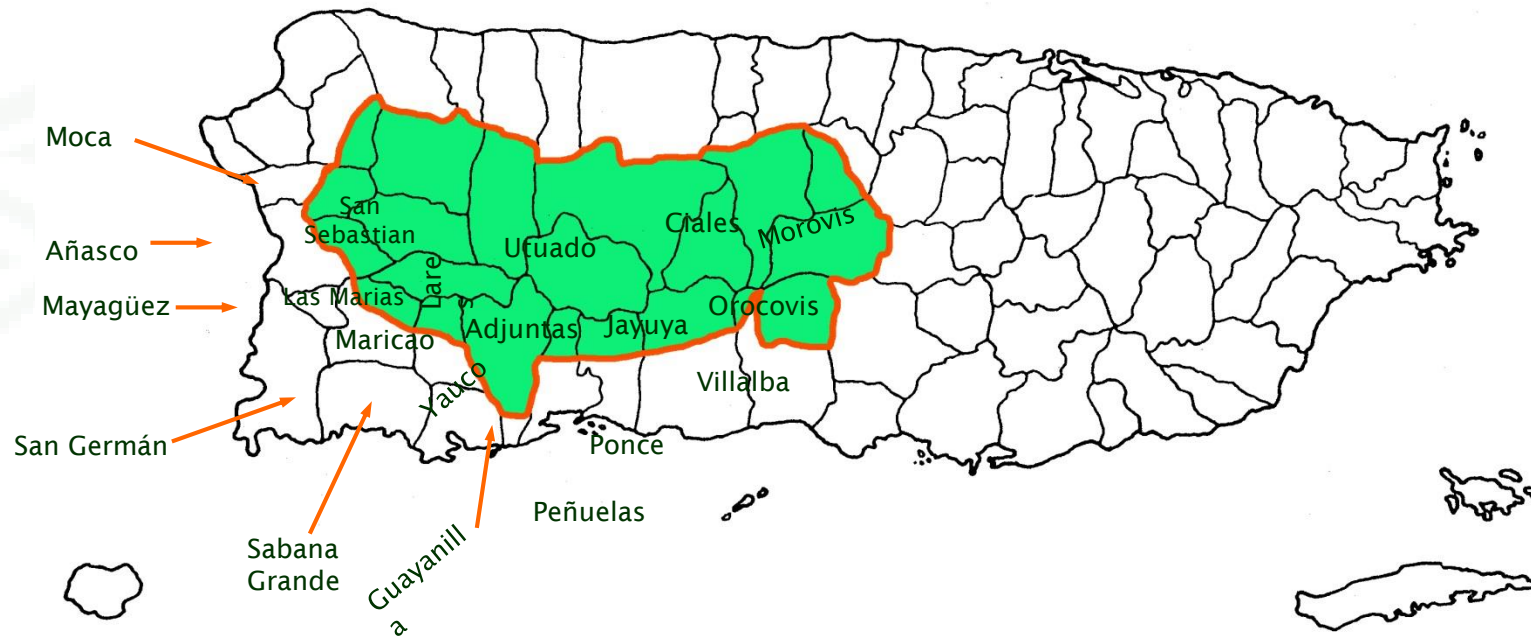 Moca
San
Sebastian
Ciales
Morovis
Añasco
Utuado
Mayagüez
Las Marias
Lare
s
Orocovis
Maricao
Adjuntas
Jayuya
Yauco
Villalba
San Germán
Ponce
Peñuelas
Sabana
Grande
Guayanill
a